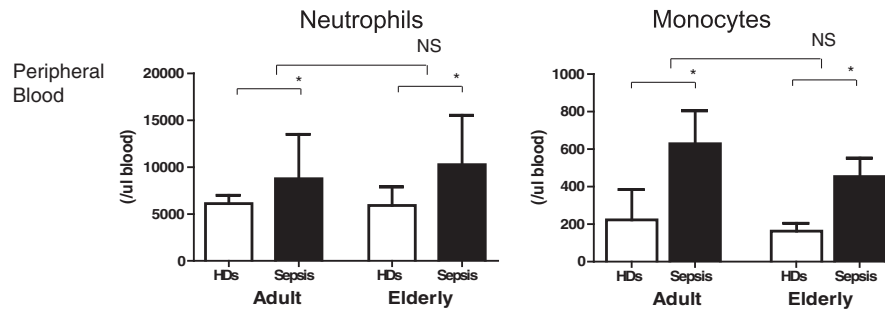 Neutrophils
Monocytes
NS
NS
Peripheral
Blood
20000
15000
10000
5000
0
(/ul blood)
*
*
HDs
Sepsis
HDs
Sepsis
Adult
Elderly
1000
800
600
400
200
0
(/ul blood)
*
*
HDs
Sepsis
HDs
Sepsis
Adult
Elderly